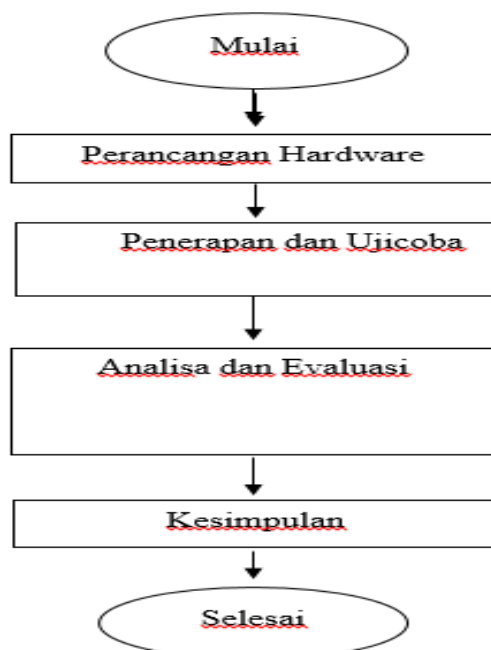 Mulai
Perancangan Hardware
Penerapan dan Ujicoba
Analisa dan Evaluasi
Kesimpulan
Selesai